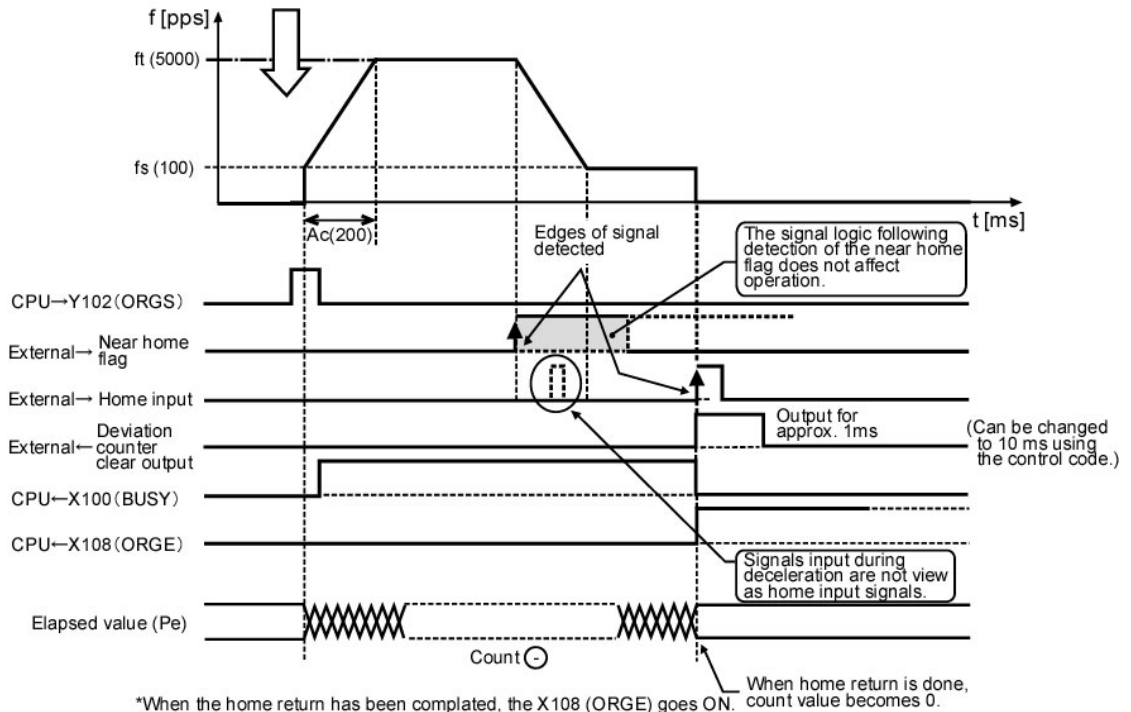 f [pps]
ft (5000)
fs (100)
t [ms]
Ac(200)
Edges of signal
detected
The signal logic following
detection of the near home
flag does not affect
operation.
CPU→Y102(ORGS)
External→ Near home
flag
External→ Home input
Output for
approx. 1ms
(Can be changed
to 10 ms using
the control code.)
External← Deviation
counter
clear output
CPU←X100(BUSY)
CPU←X108(ORGE)
Signals input during
deceleration are not view
as home input signals.
Elapsed value (Pe)
Count -
When home return is done,
count value becomes 0.
*When the home return has been complated, the X108 (ORGE) goes ON.